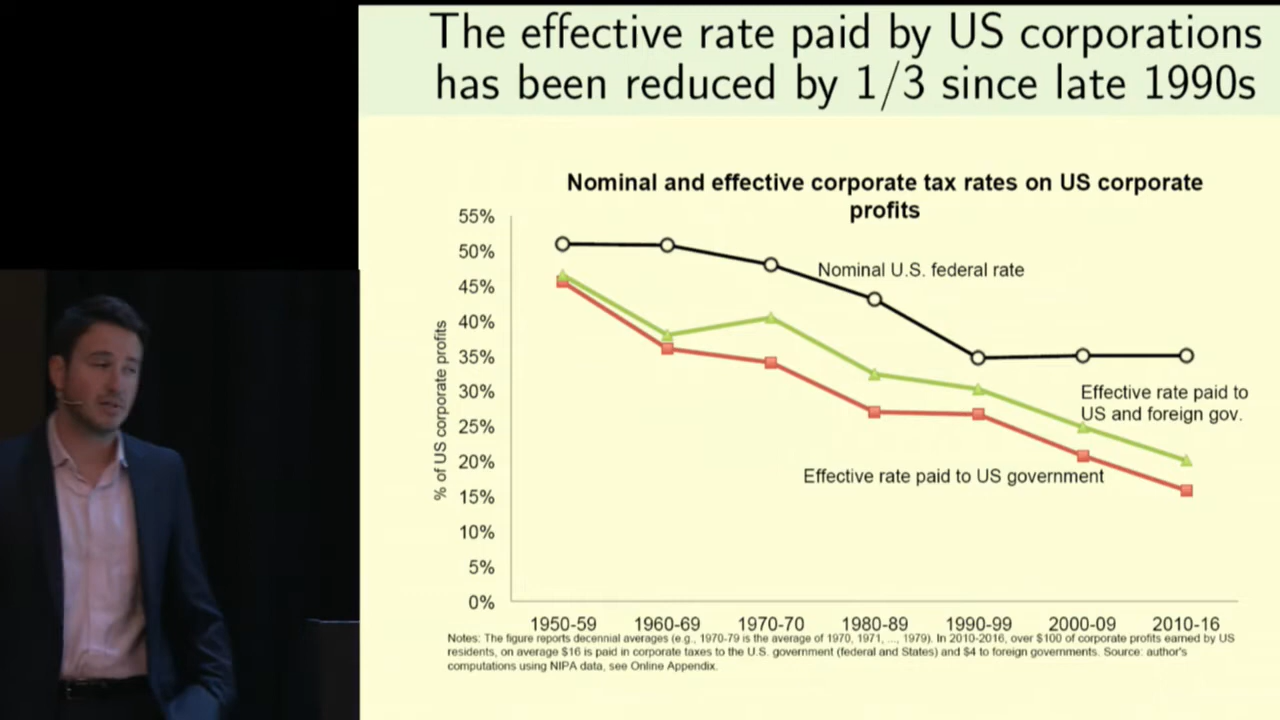 The effective rate paid by US corporations
has been reduced by 1/3 since late 1990s
Nominal and effective corporate tax rates on US corporate
profits
% of US corporate profits
55%
50%
45%
40%
35%
30%
25%
20%
15%
10%
5%
0%
Nominal U.S. federal rate
Effective rate paid to
US and foreign gov.
Effective rate paid to US government
1950-59 1960-69 1970-70 1980-89 1990-99 2000-09 2010-16
Notes: The figure reports decennial averages (e.g., 1970-79 is the average of 1970, 1971, ..., 1979). In 2010-2016, over $100 of corporate profits earned by US
residents, on average $16 is paid in corporate taxes to the U.S. government (federal and States) and $4 to foreign governments. Source: author's
computations using NIPA data, see Online Appendix.